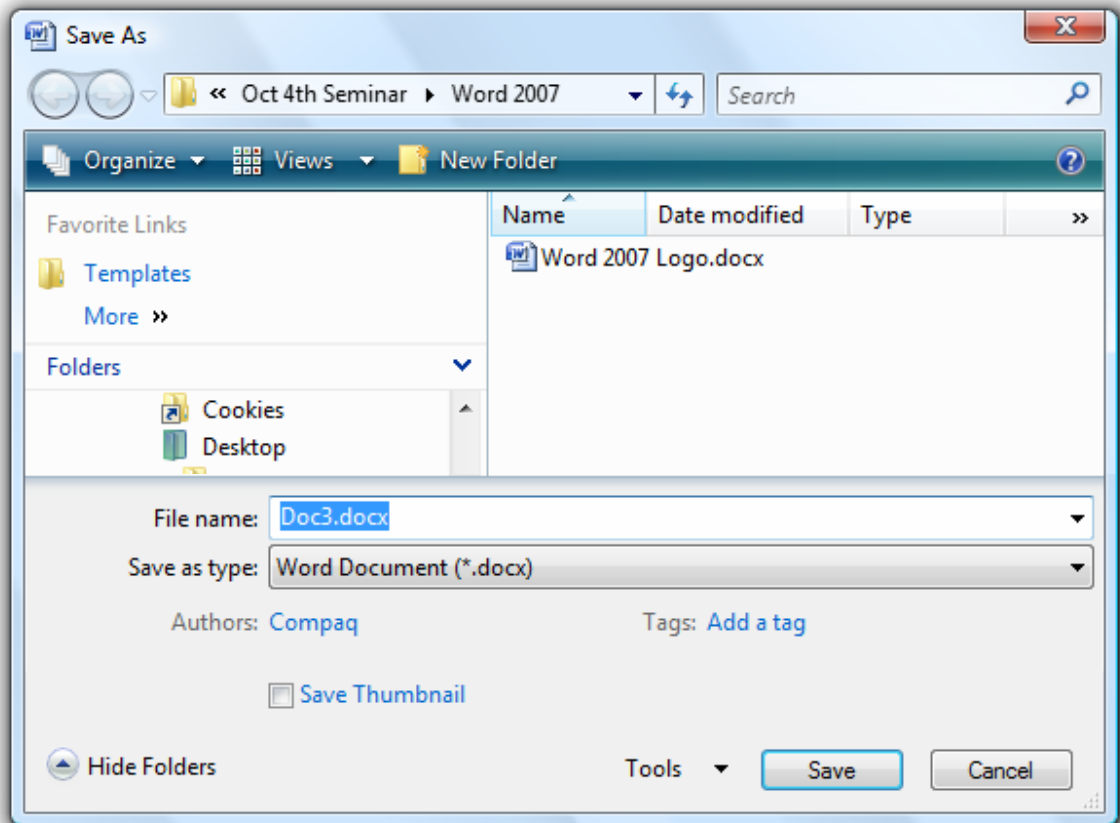 Save As
« Oct 4th Seminar ▸ Word 2007 Search
Organize Views New Folder
Favorite Links
Templates
More »
Folders
Cookies
Desktop
Name Date modified Type »
Word 2007 Logo.docx
File name: Doc3.docx
Save as type: Word Document (*.docx)
Authors: Compaq Tags: Add a tag
Save Thumbnail
Hide Folders Tools Save Cancel